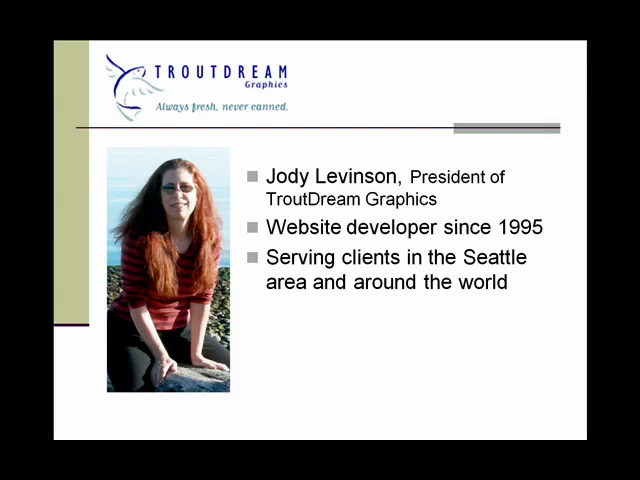 TROUTDREAM
Graphics
Always fresh, never canned.
Jody Levinson, President of
TroutDream Graphics
Website developer since 1995
Serving clients in the Seattle
area and around the world